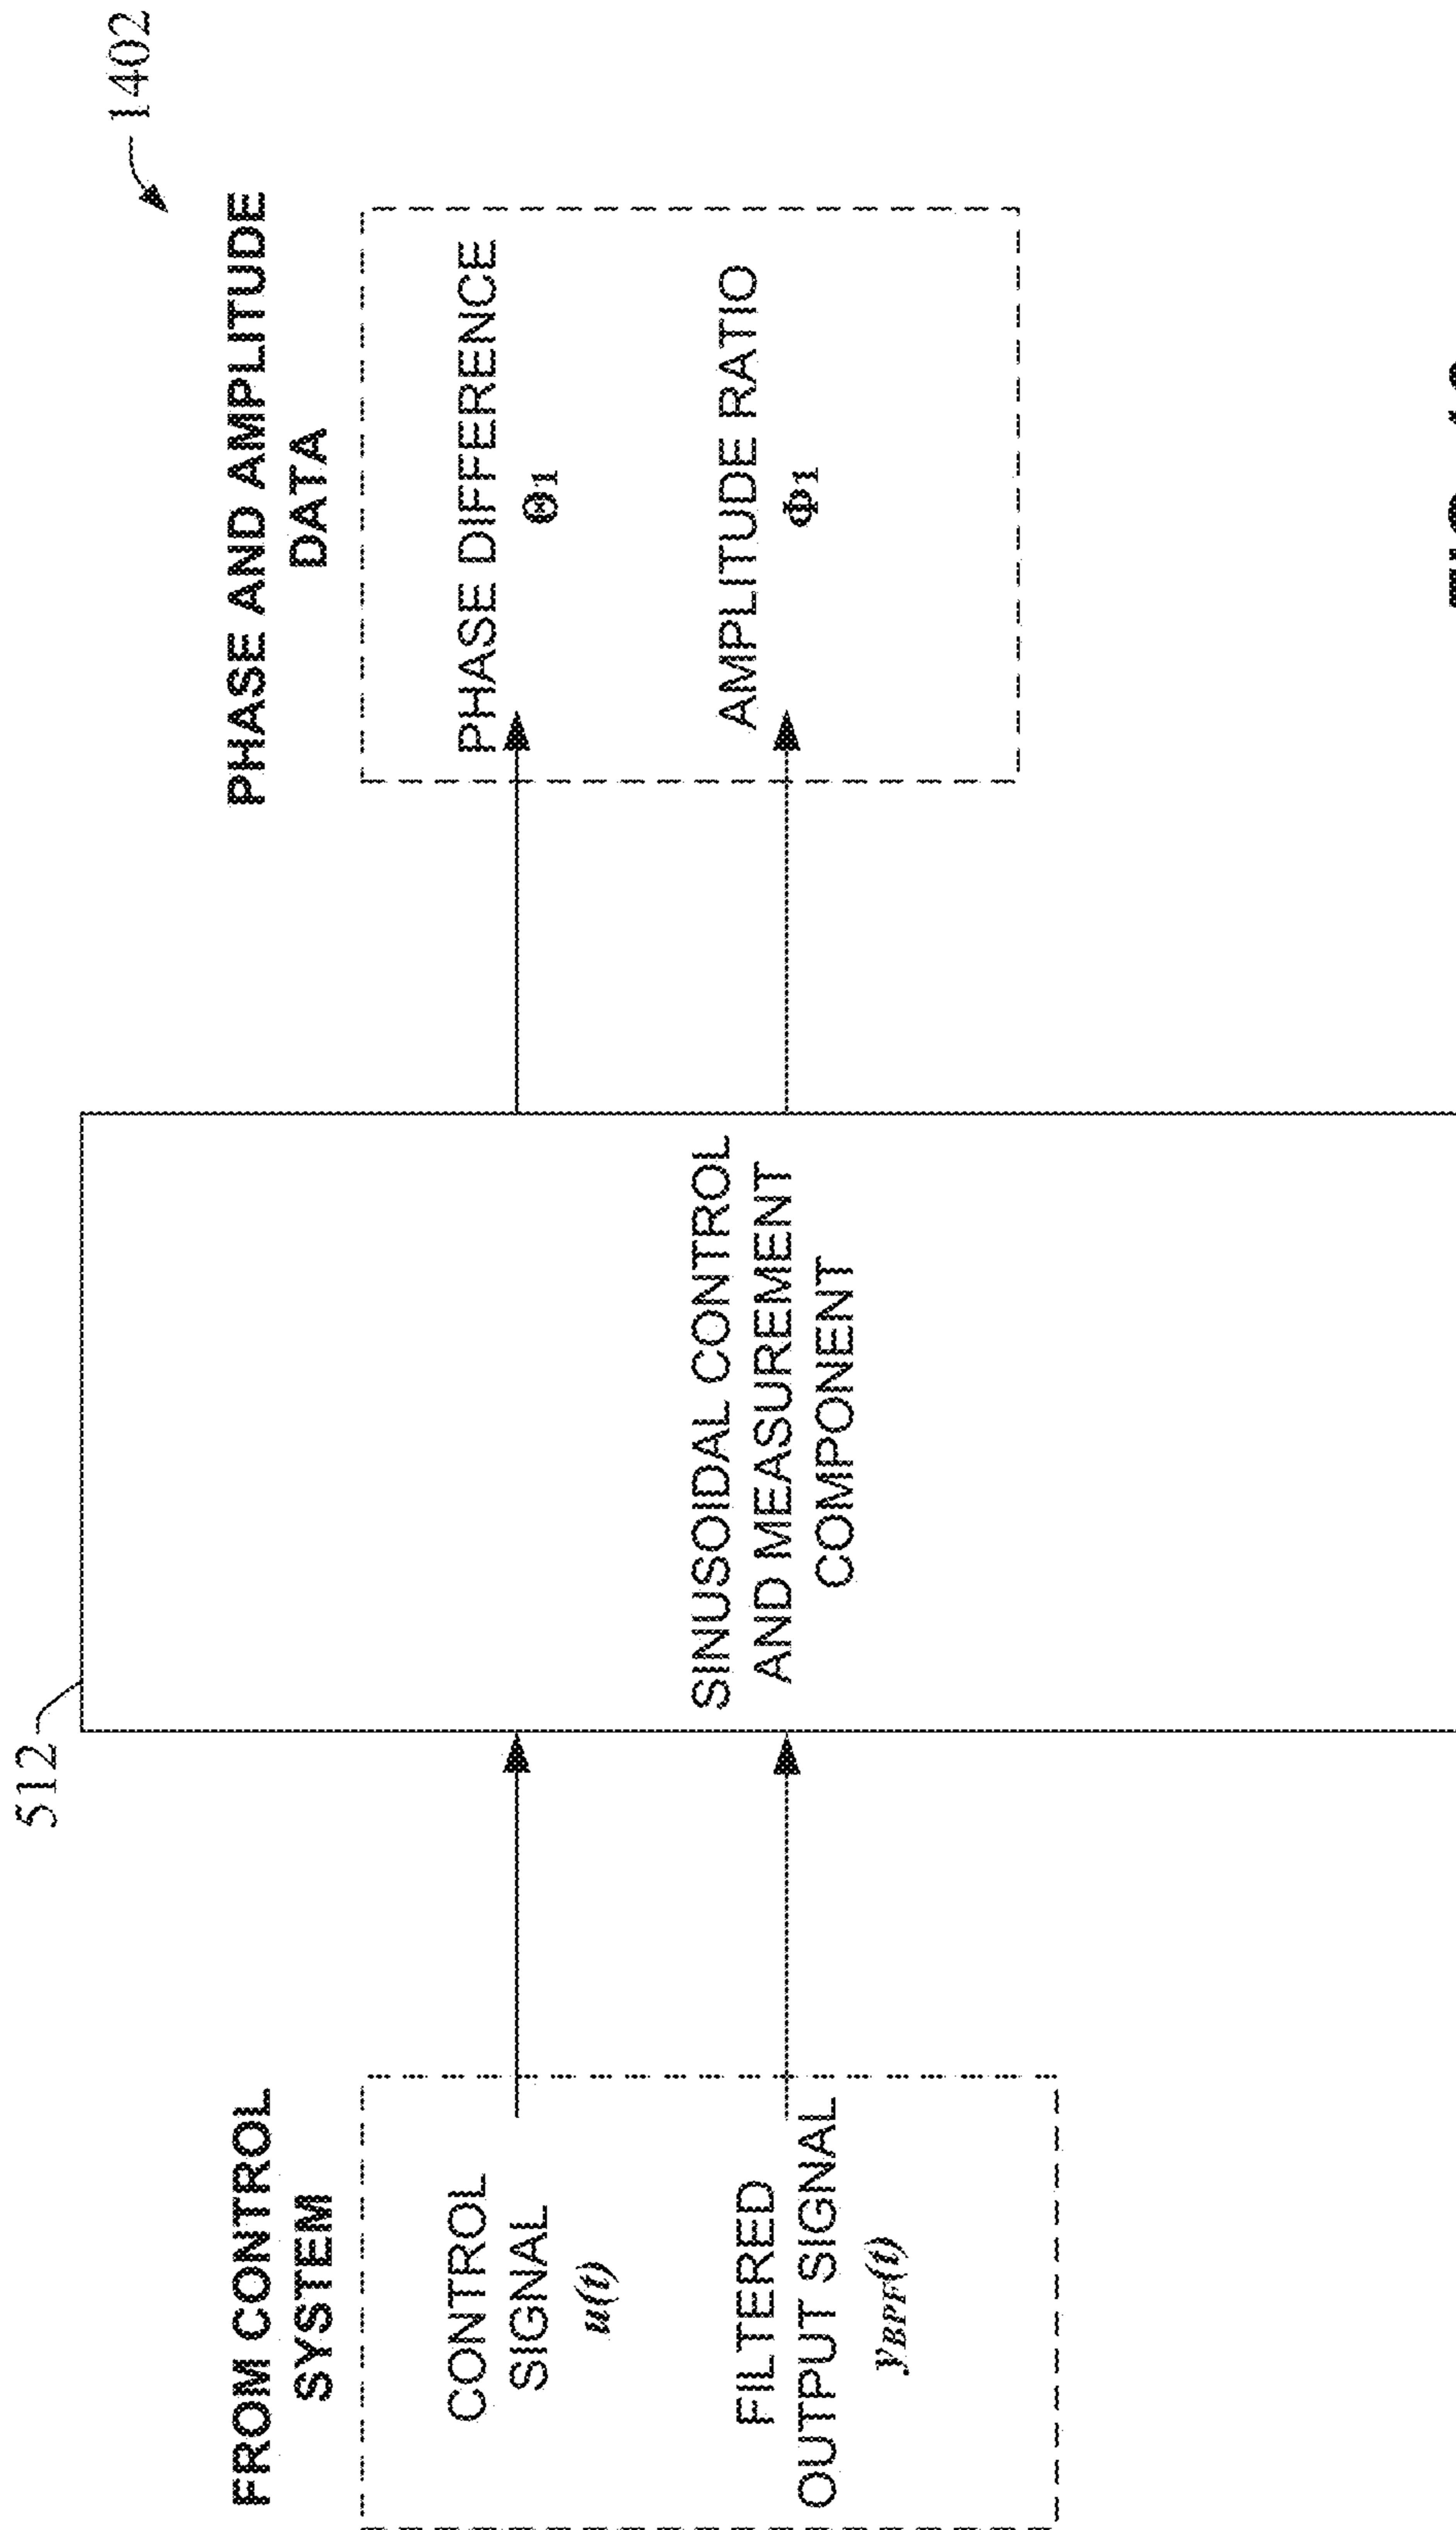 512
1402
FROM CONTROL
SYSTEM
CONTROL
SIGNAL
u(t)
FILTERED
OUTPUT SIGNAL
yBPF(t)
SINUSOIDAL CONTROL
AND MEASUREMENT
COMPONENT
PHASE AND AMPLITUDE
DATA
PHASE DIFFERENCE
Θ1
AMPLITUDE RATIO
Φ1